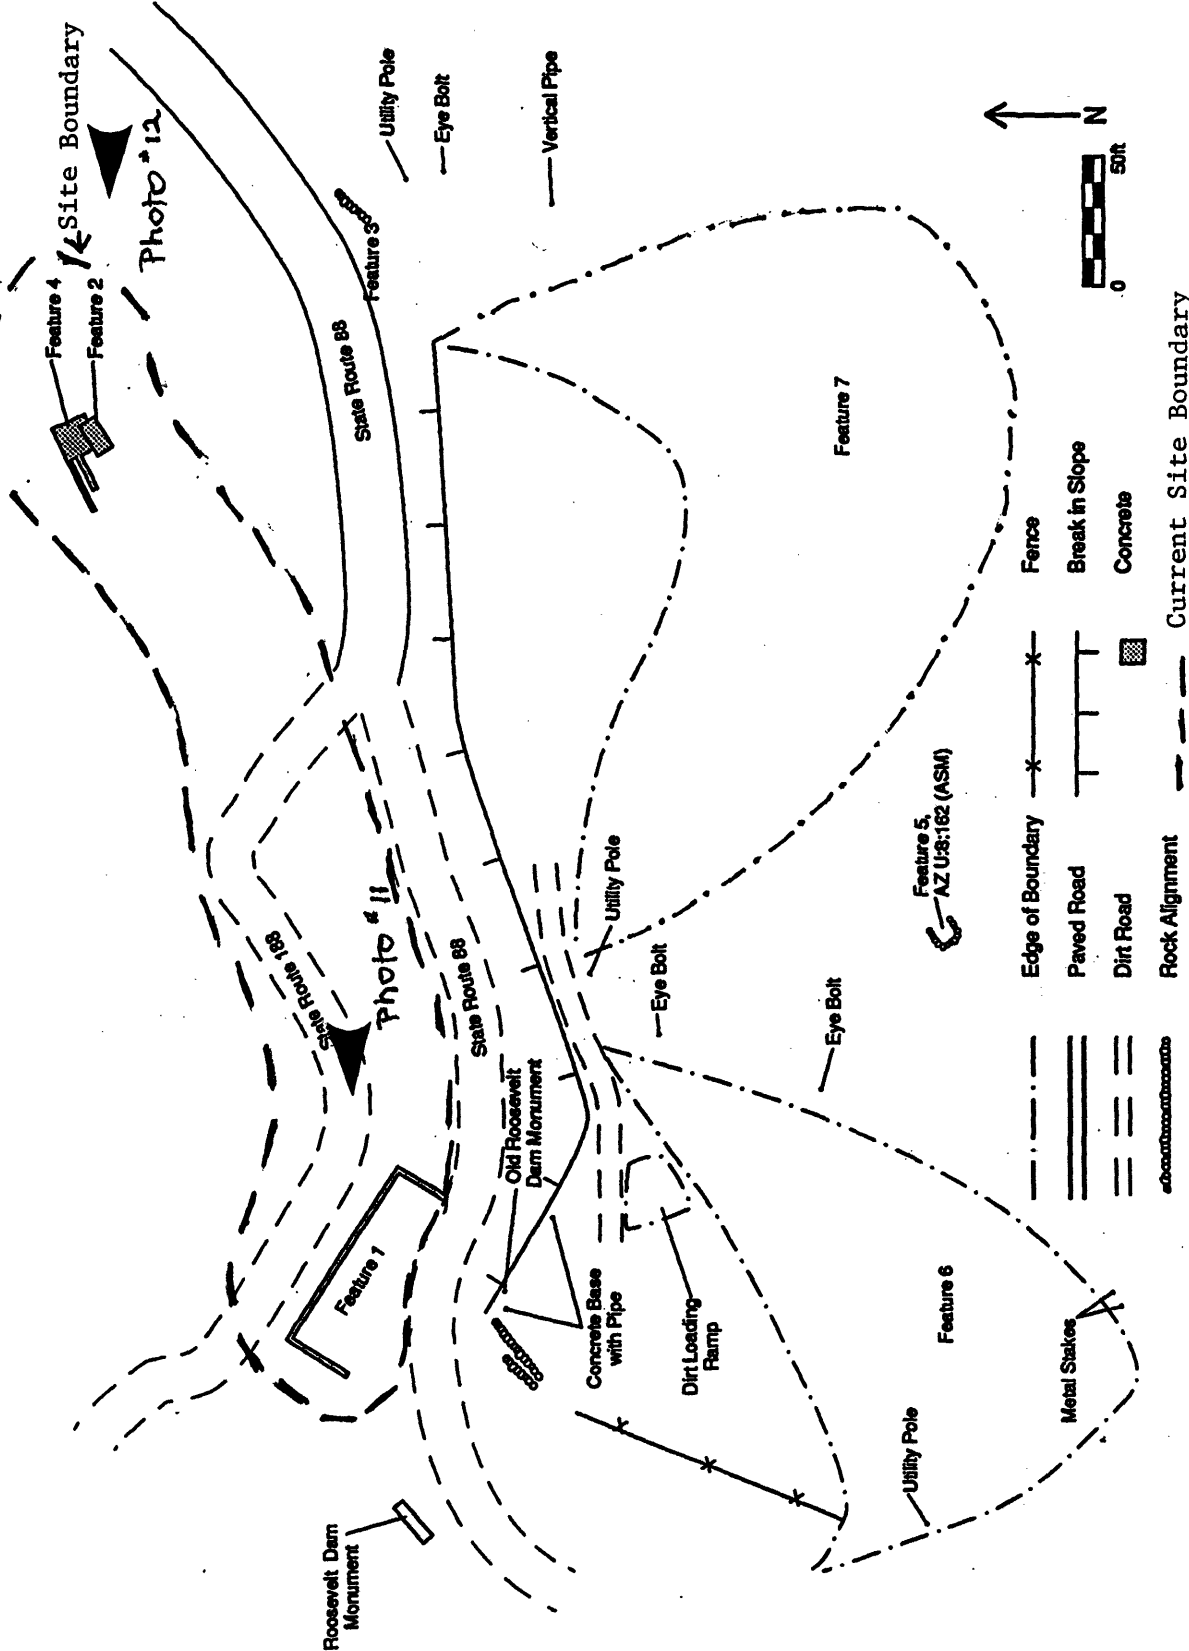 Site Boundary
Photo #12
Feature 4
Feature 2
Utility Pole
Eye Bolt
Vertical Pipe
Feature 3
State Route 88
State Route 188
Photo #11
State Route 88
Old Roosevelt
Dam Monument
Feature 1
Roosevelt Dam
Monument
Concrete Base
with Pipe
Dirt Loading
Ramp
Utility Pole
Eye Bolt
Eye Bolt
Feature 7
Feature 5,
AZ U:8:162 (ASM)
Feature 6
Metal Stakes
Utility Pole
N
0
50ft
Edge of Boundary
Paved Road
Dirt Road
Rock Alignment
Fence
Break in Slope
Concrete
Current Site Boundary